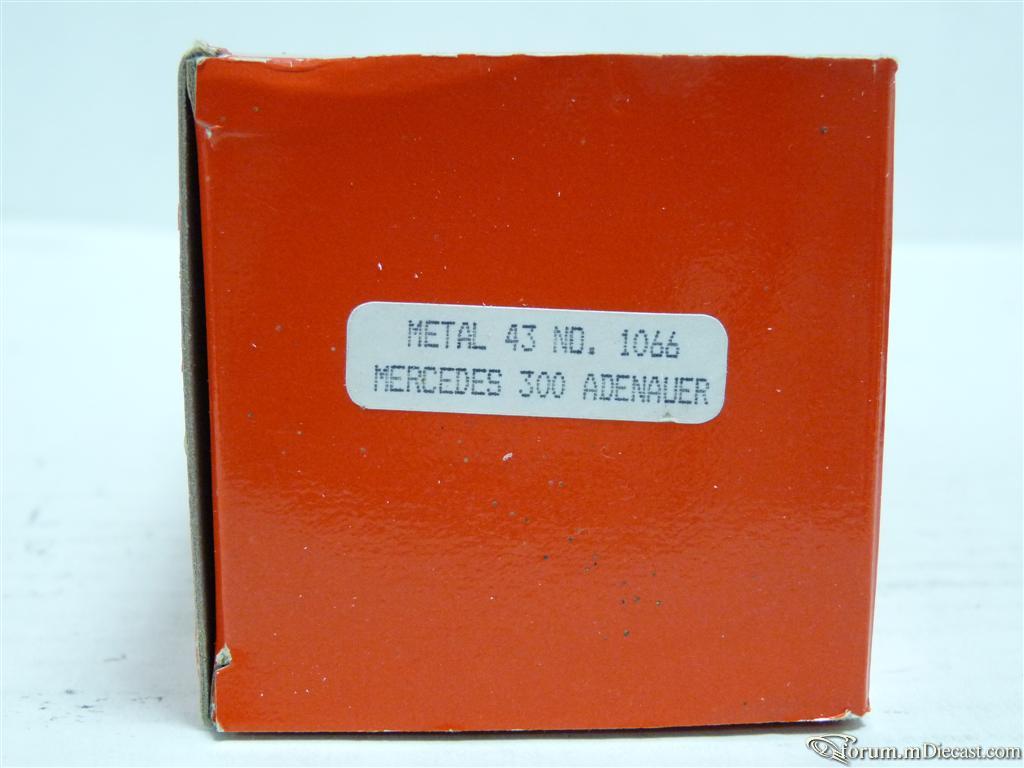 METAL 43 NO. 1066
MERCEDES 300 ADENAUER
forum.mDiecast.com